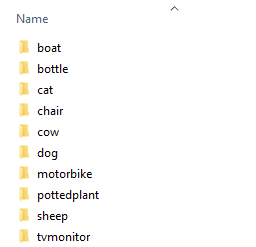 Name
boat
bottle
cat
chair
cow
dog
motorbike
pottedplant
sheep
tvmonitor